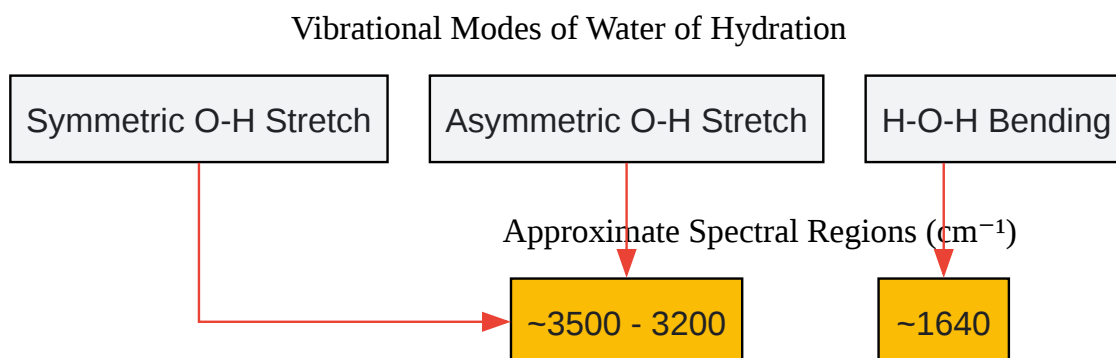 Vibrational Modes of Water of Hydration
Symmetric O-H Stretch
Asymmetric O-H Stretch
H-O-H Bending
Approximate Spectral Regions (cm⁻¹)
~3500 - 3200
~1640